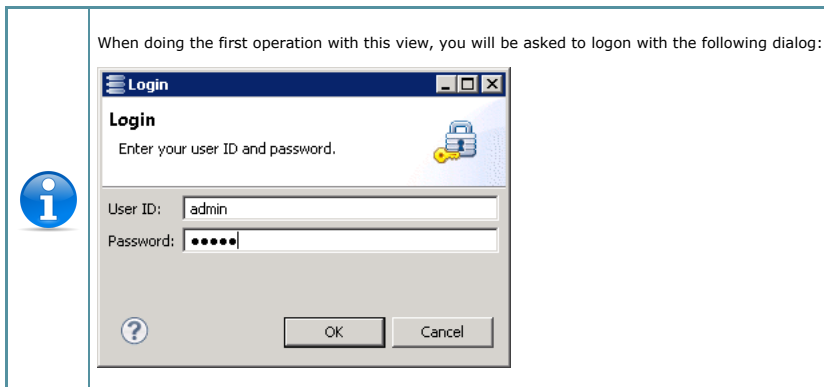 When doing the first operation with this view, you will be asked to logon with the following dialog:
Login
Login
Enter your user ID and password.
User ID: admin
Password: ●●●●●
? OK Cancel